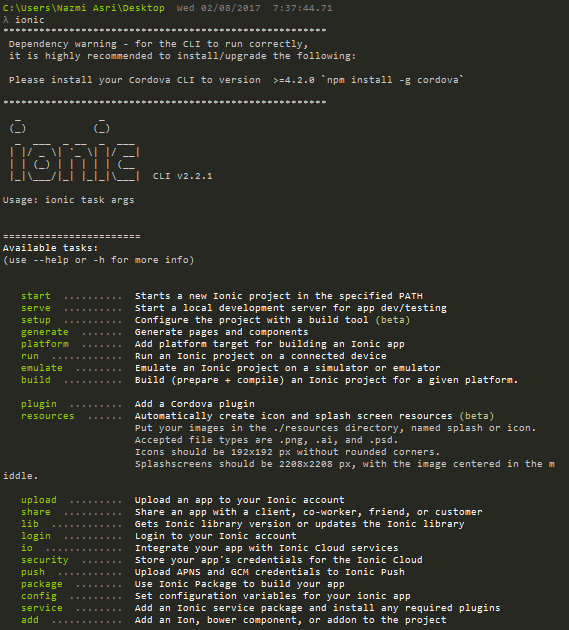 C:\Users\Nazmi Asri\Desktop  Wed 02/08/2017  7:37:44.71
λ ionic
******************************************************
 Dependency warning - for the CLI to run correctly,
 it is highly recommended to install/upgrade the following:
 Please install your Cordova CLI to version  >=4.2.0 `npm install -g cordova`
******************************************************
ionic  CLI v2.2.1
Usage: ionic task args
=======================
Available tasks:
(use --help or -h for more info)
   start  ..........  Starts a new Ionic project in the specified PATH
   serve  ..........  Start a local development server for app dev/testing
   setup  ..........  Configure the project with a build tool (beta)
   generate  .......  Generate pages and components
   platform  .......  Add platform target for building an Ionic app
   run  ............  Run an Ionic project on a connected device
   emulate  ........  Emulate an Ionic project on a simulator or emulator
   build  ..........  Build (prepare + compile) an Ionic project for a given platform.
   plugin  .........  Add a Cordova plugin
   resources  ......  Automatically create icon and splash screen resources (beta)
                      Put your images in the ./resources directory, named splash or icon.
                      Accepted file types are .png, .ai, and .psd.
                      Icons should be 192x192 px without rounded corners.
                      Splashscreens should be 2208x2208 px, with the image centered in the m
iddle.
   upload  .........  Upload an app to your Ionic account
   share  ..........  Share an app with a client, co-worker, friend, or customer
   lib  ............  Gets Ionic library version or updates the Ionic library
   login  ..........  Login to your Ionic account
   io  .............  Integrate your app with Ionic Cloud services
   security  .......  Store your app's credentials for the Ionic Cloud
   push  ...........  Upload APNS and GCM credentials to Ionic Push
   package  ........  Use Ionic Package to build your app
   config  .........  Set configuration variables for your ionic app
   service  ........  Add an Ionic service package and install any required plugins
   add  ............  Add an Ion, bower component, or addon to the project